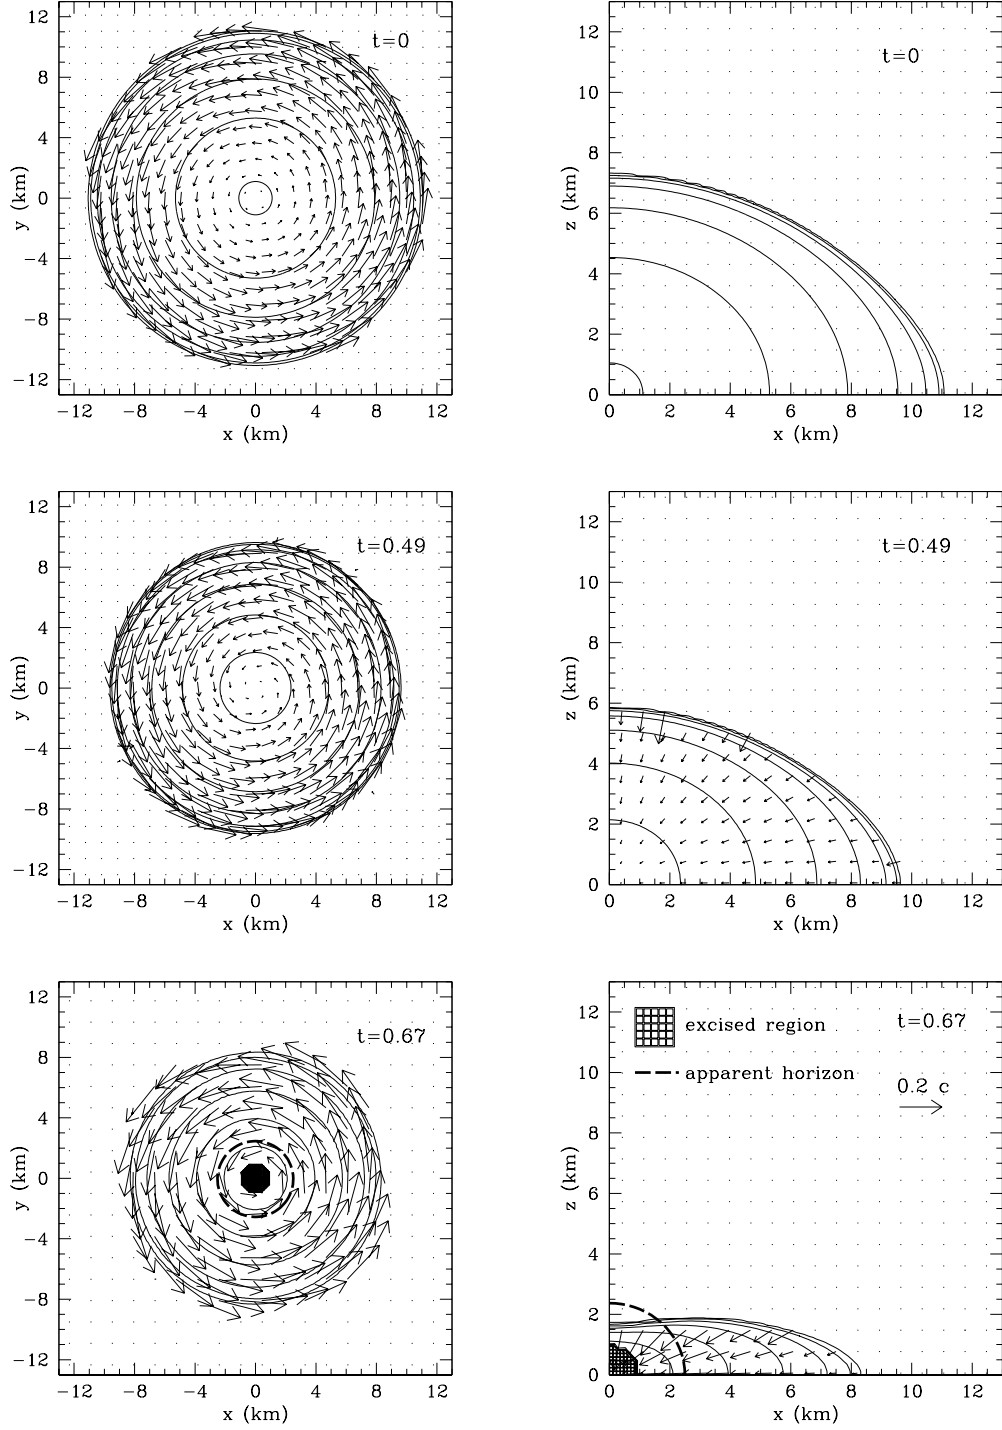 t=0
12
8
4
0
−4
−8
−12
y (km)
−12 −8 −4 0 4 8 12
x (km)
t=0
12
10
8
6
4
2
0
z (km)
0 2 4 6 8 10 12
x (km)
t=0.49
12
8
4
0
−4
−8
−12
y (km)
−12 −8 −4 0 4 8 12
x (km)
t=0.49
12
10
8
6
4
2
0
z (km)
0 2 4 6 8 10 12
x (km)
t=0.67
12
8
4
0
−4
−8
−12
y (km)
−12 −8 −4 0 4 8 12
x (km)
excised region
t=0.67
apparent horizon
0.2 c
12
10
8
6
4
2
0
z (km)
0 2 4 6 8 10 12
x (km)